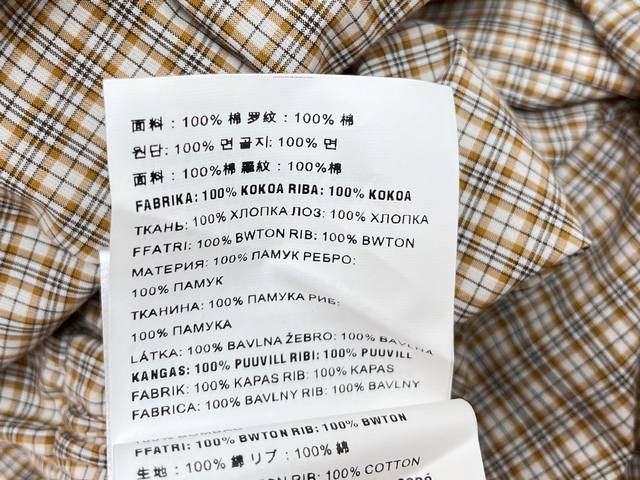 面料 : 100% 棉 罗纹 : 100% 棉
원단: 100% 면 골지: 100% 면
面料 : 100%棉 羅紋 : 100%棉
FABRIKA: 100% KOKOA RIBA: 100% KOKOA
ТКАНЬ: 100% ХЛОПКА ЛОЗ: 100% ХЛОПКА
FFATRI: 100% BWTON RIB: 100% BWTON
МАТЕРИЯ: 100% ПАМУК РЕБРО:
100% ПАМУК
ТКАНИНА: 100% ПАМУКА РИБ:
100% ПАМУКА
LÁTKA: 100% BAVLNA ŽEBRO: 100% BAVLNA
KANGAS: 100% PUUVILL RIBI: 100% PUUVILL
FABRIK: 100% KAPAS RIB: 100% KAPAS
FABRICA: 100% BAVLNY RIB: 100% BAVLNY
FFATRI: 100% BWTON RIB: 100% BWTON
生地 : 100% 綿 リブ : 100% 綿
RIB: 100% COTTON